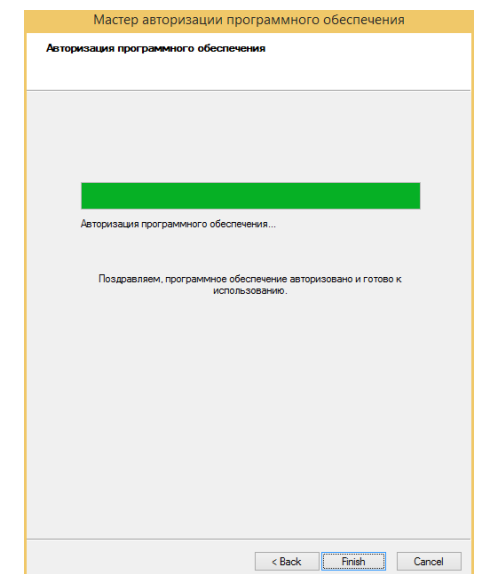 Мастер авторизации программного обеспечения
Авторизация программного обеспечения
Авторизация программного обеспечения...
Поздравляем, программное обеспечение авторизовано и готово к
использованию.
< Back Finish Cancel